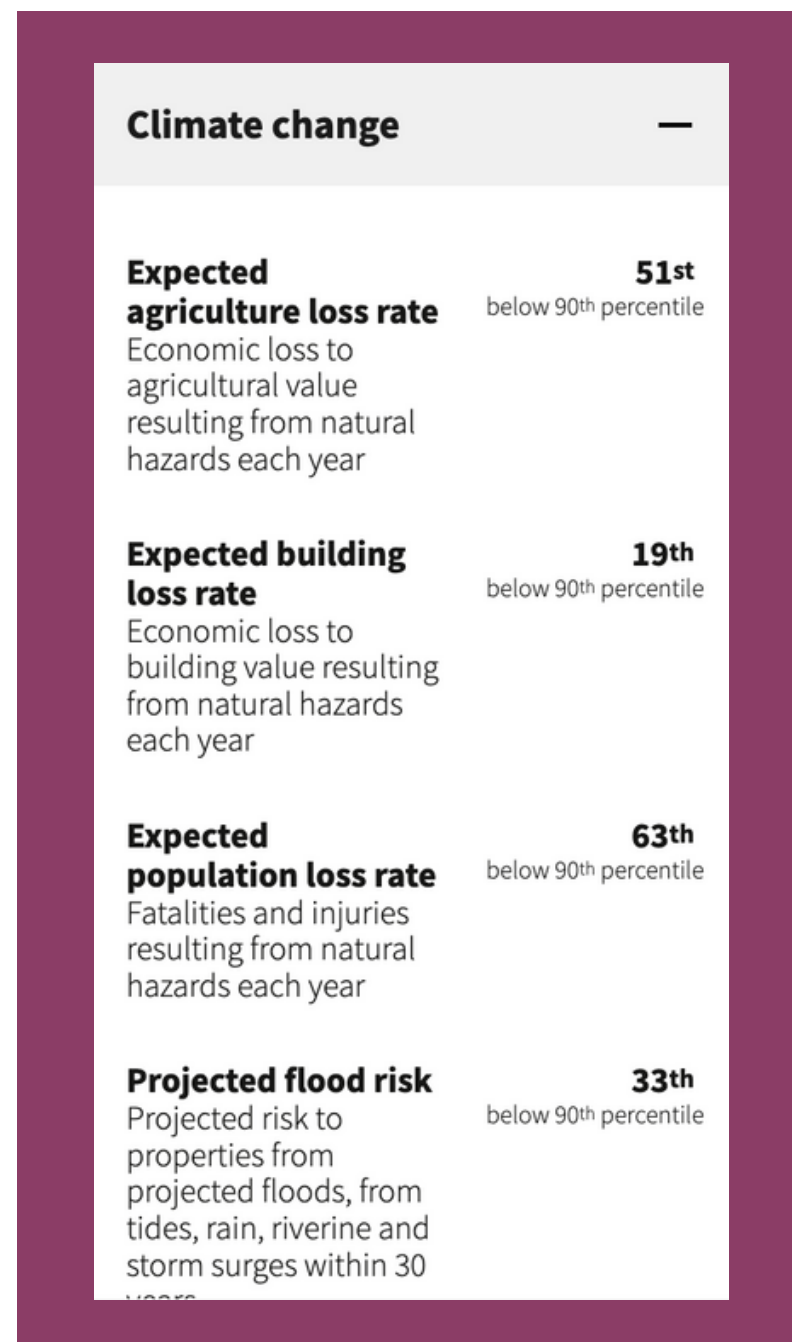 Climate change
Expected
agriculture loss rate
51st
below 90th percentile
Economic loss to
agricultural value
resulting from natural
hazards each year
Expected building
loss rate
19th
below 90th percentile
Economic loss to
building value resulting
from natural hazards
each year
Expected
population loss rate
63th
below 90th percentile
Fatalities and injuries
resulting from natural
hazards each year
Projected flood risk
33th
below 90th percentile
Projected risk to
properties from
projected floods, from
tides, rain, riverine and
storm surges within 30